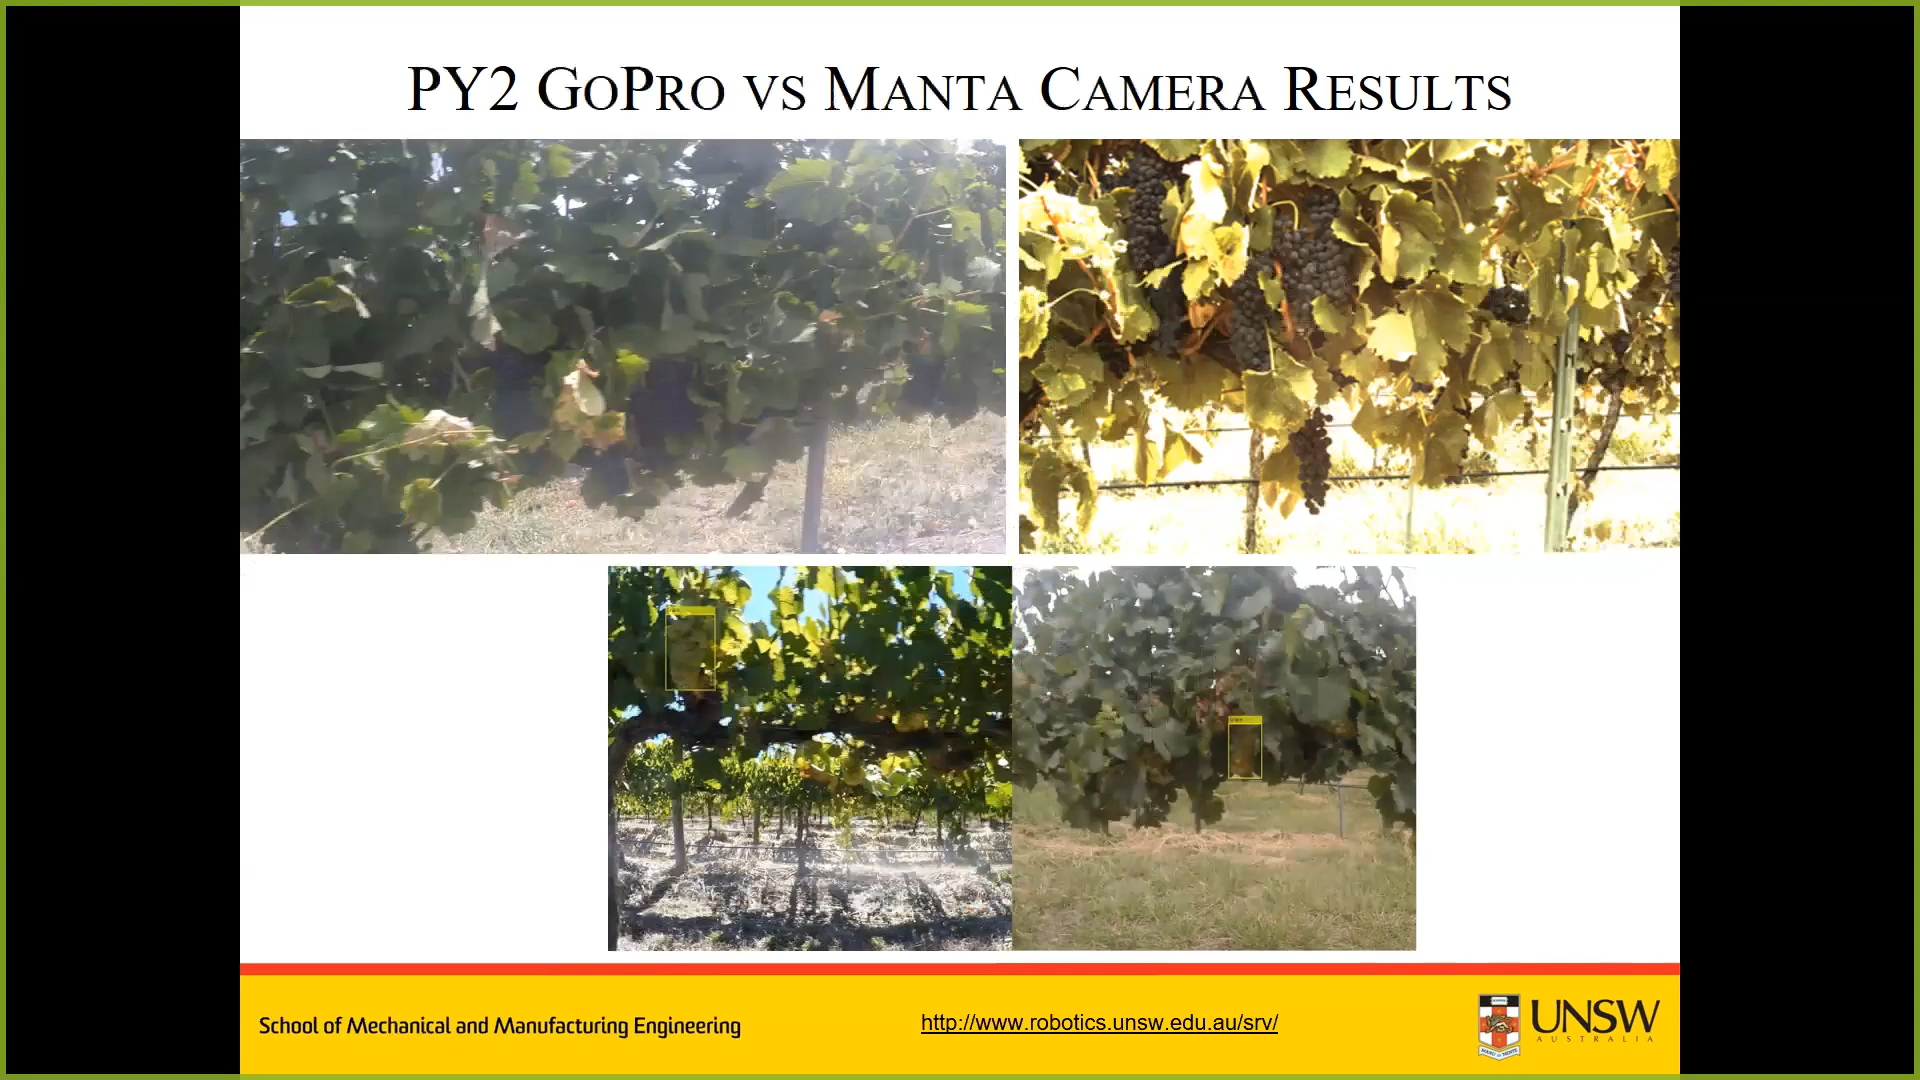 PY2 GoPro vs Manta Camera Results
School of Mechanical and Manufacturing Engineering
http://www.robotics.unsw.edu.au/srv/
UNSW
AUSTRALIA